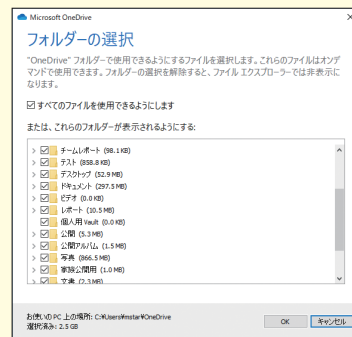 Microsoft OneDrive
フォルダーの選択
"OneDrive" フォルダーで使用できるようにするファイルを選択します。これらのファイルはオンデ
マンドで使用できます。フォルダーの選択を解除すると、ファイル エクスプローラーでは非表示に
なります。
すべてのファイルを使用できるようにします
または、これらのフォルダーが表示されるようにする:
チームレポート (98.1 KB)
テスト (858.8 KB)
デスクトップ (52.9 MB)
ドキュメント (297.5 MB)
ビデオ (0.0 KB)
レポート (10.5 MB)
個人用 Vault (0.0 KB)
公開 (5.3 MB)
公開アルバム (1.5 MB)
写真 (866.5 MB)
家族公開用 (1.0 MB)
文書 (2.3 MB)
お使いの PC 上の場所: C:¥Users¥mstar¥OneDrive
選択済み: 2.5 GB
OK キャンセル